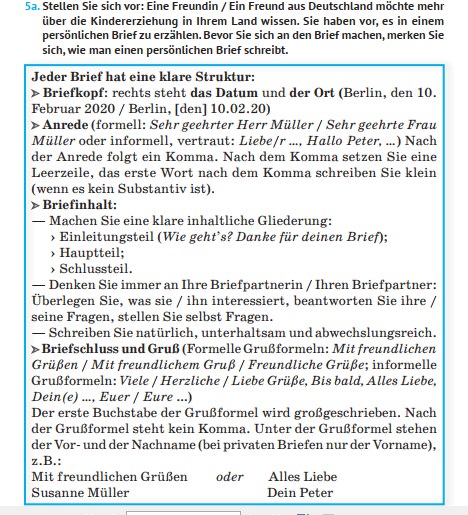 5a. Stellen Sie sich vor: Eine Freundin / Ein Freund aus Deutschland möchte mehr
über die Kindererziehung in Ihrem Land wissen. Sie haben vor, es in einem
persönlichen Brief zu erzählen. Bevor Sie sich an den Brief machen, merken Sie
sich, wie man einen persönlichen Brief schreibt.
Jeder Brief hat eine klare Struktur:
➢ Briefkopf: rechts steht das Datum und der Ort (Berlin, den 10.
Februar 2020 / Berlin, [den] 10.02.20)
➢ Anrede (formell: Sehr geehrter Herr Müller / Sehr geehrte Frau
Müller oder informell, vertraut: Liebe/r ..., Hallo Peter, ...) Nach
der Anrede folgt ein Komma. Nach dem Komma setzen Sie eine
Leerzeile, das erste Wort nach dem Komma schreiben Sie klein
(wenn es kein Substantiv ist).
➢ Briefinhalt:
— Machen Sie eine klare inhaltliche Gliederung:
› Einleitungsteil (Wie geht's? Danke für deinen Brief);
› Hauptteil;
› Schlussteil.
— Denken Sie immer an Ihre Briefpartnerin / Ihren Briefpartner:
Überlegen Sie, was sie / ihn interessiert, beantworten Sie ihre /
seine Fragen, stellen Sie selbst Fragen.
— Schreiben Sie natürlich, unterhaltsam und abwechslungsreich.
➢ Briefschluss und Gruß (Formelle Grußformeln: Mit freundlichen
Grüßen / Mit freundlichem Gruß / Freundliche Grüße; informelle
Grußformeln: Viele / Herzliche / Liebe Grüße, Bis bald, Alles Liebe,
Dein(e) ..., Euer / Eure ...)
Der erste Buchstabe der Grußformel wird großgeschrieben. Nach
der Grußformel steht kein Komma. Unter der Grußformel stehen
der Vor- und der Nachname (bei privaten Briefen nur der Vorname),
z.B.:
Mit freundlichen Grüßen oder Alles Liebe
Susanne Müller Dein Peter